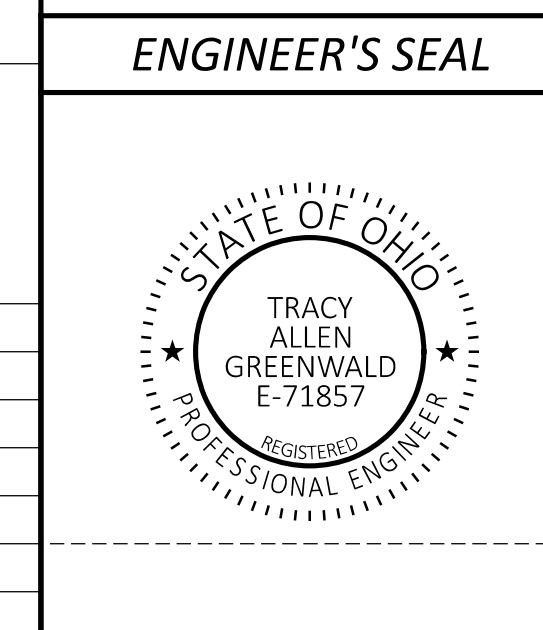 ENGINEER'S SEAL
STATE OF OHIO
TRACY
ALLEN
GREENWALD
E-71857
REGISTERED
PROFESSIONAL ENGINEER